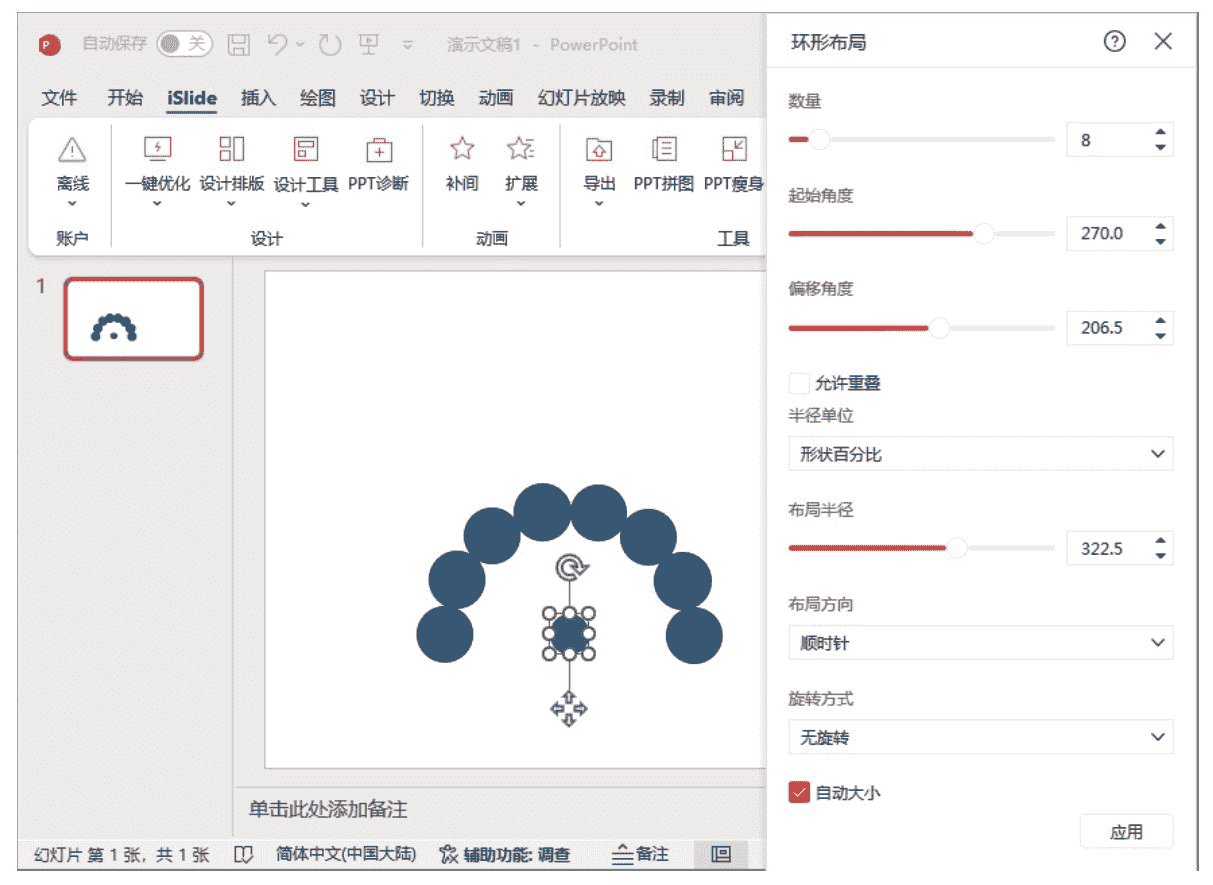 自动保存 关 演示文稿1 - PowerPoint
文件 开始 iSlide 插入 绘图 设计 切换 动画 幻灯片放映 录制 审阅
离线 一键优化 设计排版 设计工具 PPT诊断 补间 扩展 导出 PPT拼图 PPT瘦身
账户 设计 动画 工具
1
单击此处添加备注
幻灯片 第 1 张，共 1 张 简体中文(中国大陆) 辅助功能: 调查 备注
环形布局
数量
8
起始角度
270.0
偏移角度
206.5
允许重叠
半径单位
形状百分比
布局半径
322.5
布局方向
顺时针
旋转方式
无旋转
自动大小
应用